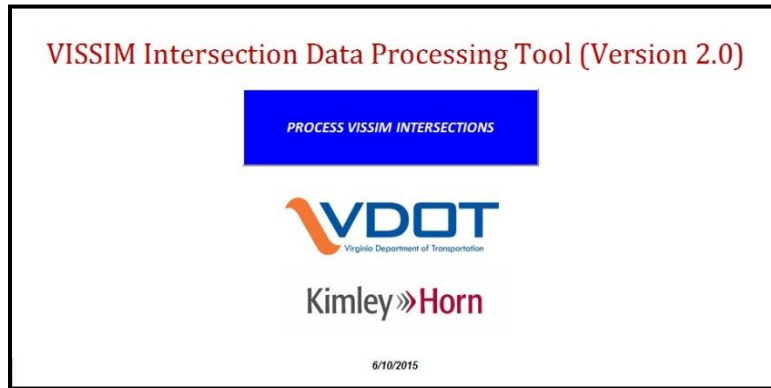 VISSIM Intersection Data Processing Tool (Version 2.0)
PROCESS VISSIM INTERSECTIONS
VDOT
Virginia Department of Transportation
Kimley»Horn
6/10/2015